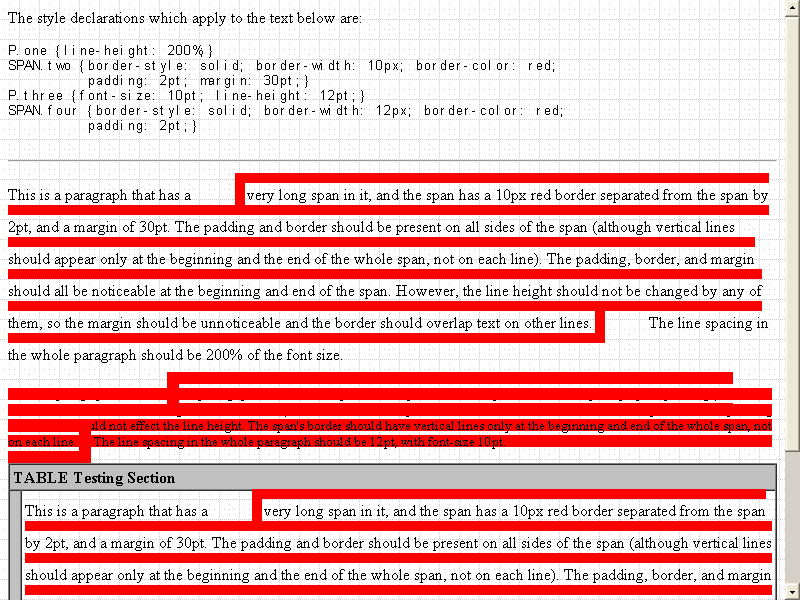 The style declarations which apply to the text below are:
P.one {line-height: 200%;}
SPAN.two {border-style: solid; border-width: 10px; border-color: red;
padding: 2pt; margin: 30pt;}
P.three {font-size: 10pt; line-height: 12pt;}
SPAN.four {border-style: solid; border-width: 12px; border-color: red;
padding: 2pt;}
This is a paragraph that has a very long span in it, and the span has a 10px red border separated from the span by
2pt, and a margin of 30pt. The padding and border should be present on all sides of the span (although vertical lines
should appear only at the beginning and the end of the whole span, not on each line). The padding, border, and margin
should all be noticeable at the beginning and end of the span. However, the line height should not be changed by any of
them, so the margin should be unnoticeable and the border should overlap text on other lines. The line spacing in
the whole paragraph should be 200% of the font size.
not effect the line height. The span's border should have vertical lines only at the beginning and end of the whole span, not
on each line. The line spacing in the whole paragraph should be 12pt, with font-size 10pt.
TABLE Testing Section
This is a paragraph that has a very long span in it, and the span has a 10px red border separated from the span
by 2pt, and a margin of 30pt. The padding and border should be present on all sides of the span (although vertical lines
should appear only at the beginning and the end of the whole span, not on each line). The padding, border, and margin